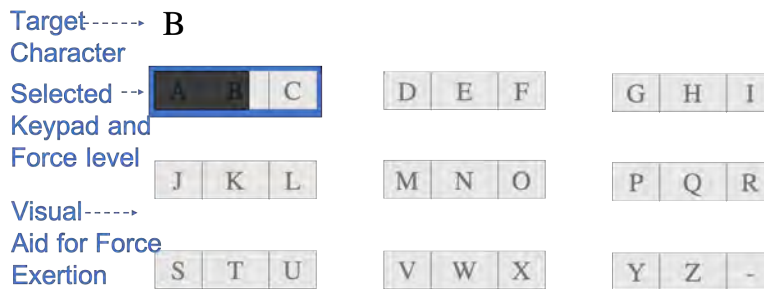 Target B
Character
Selected A B C D E F G H I
Keypad and
Force level
J K L M N O P Q R
Visual
Aid for Force
Exertion S T U V W X Y Z -